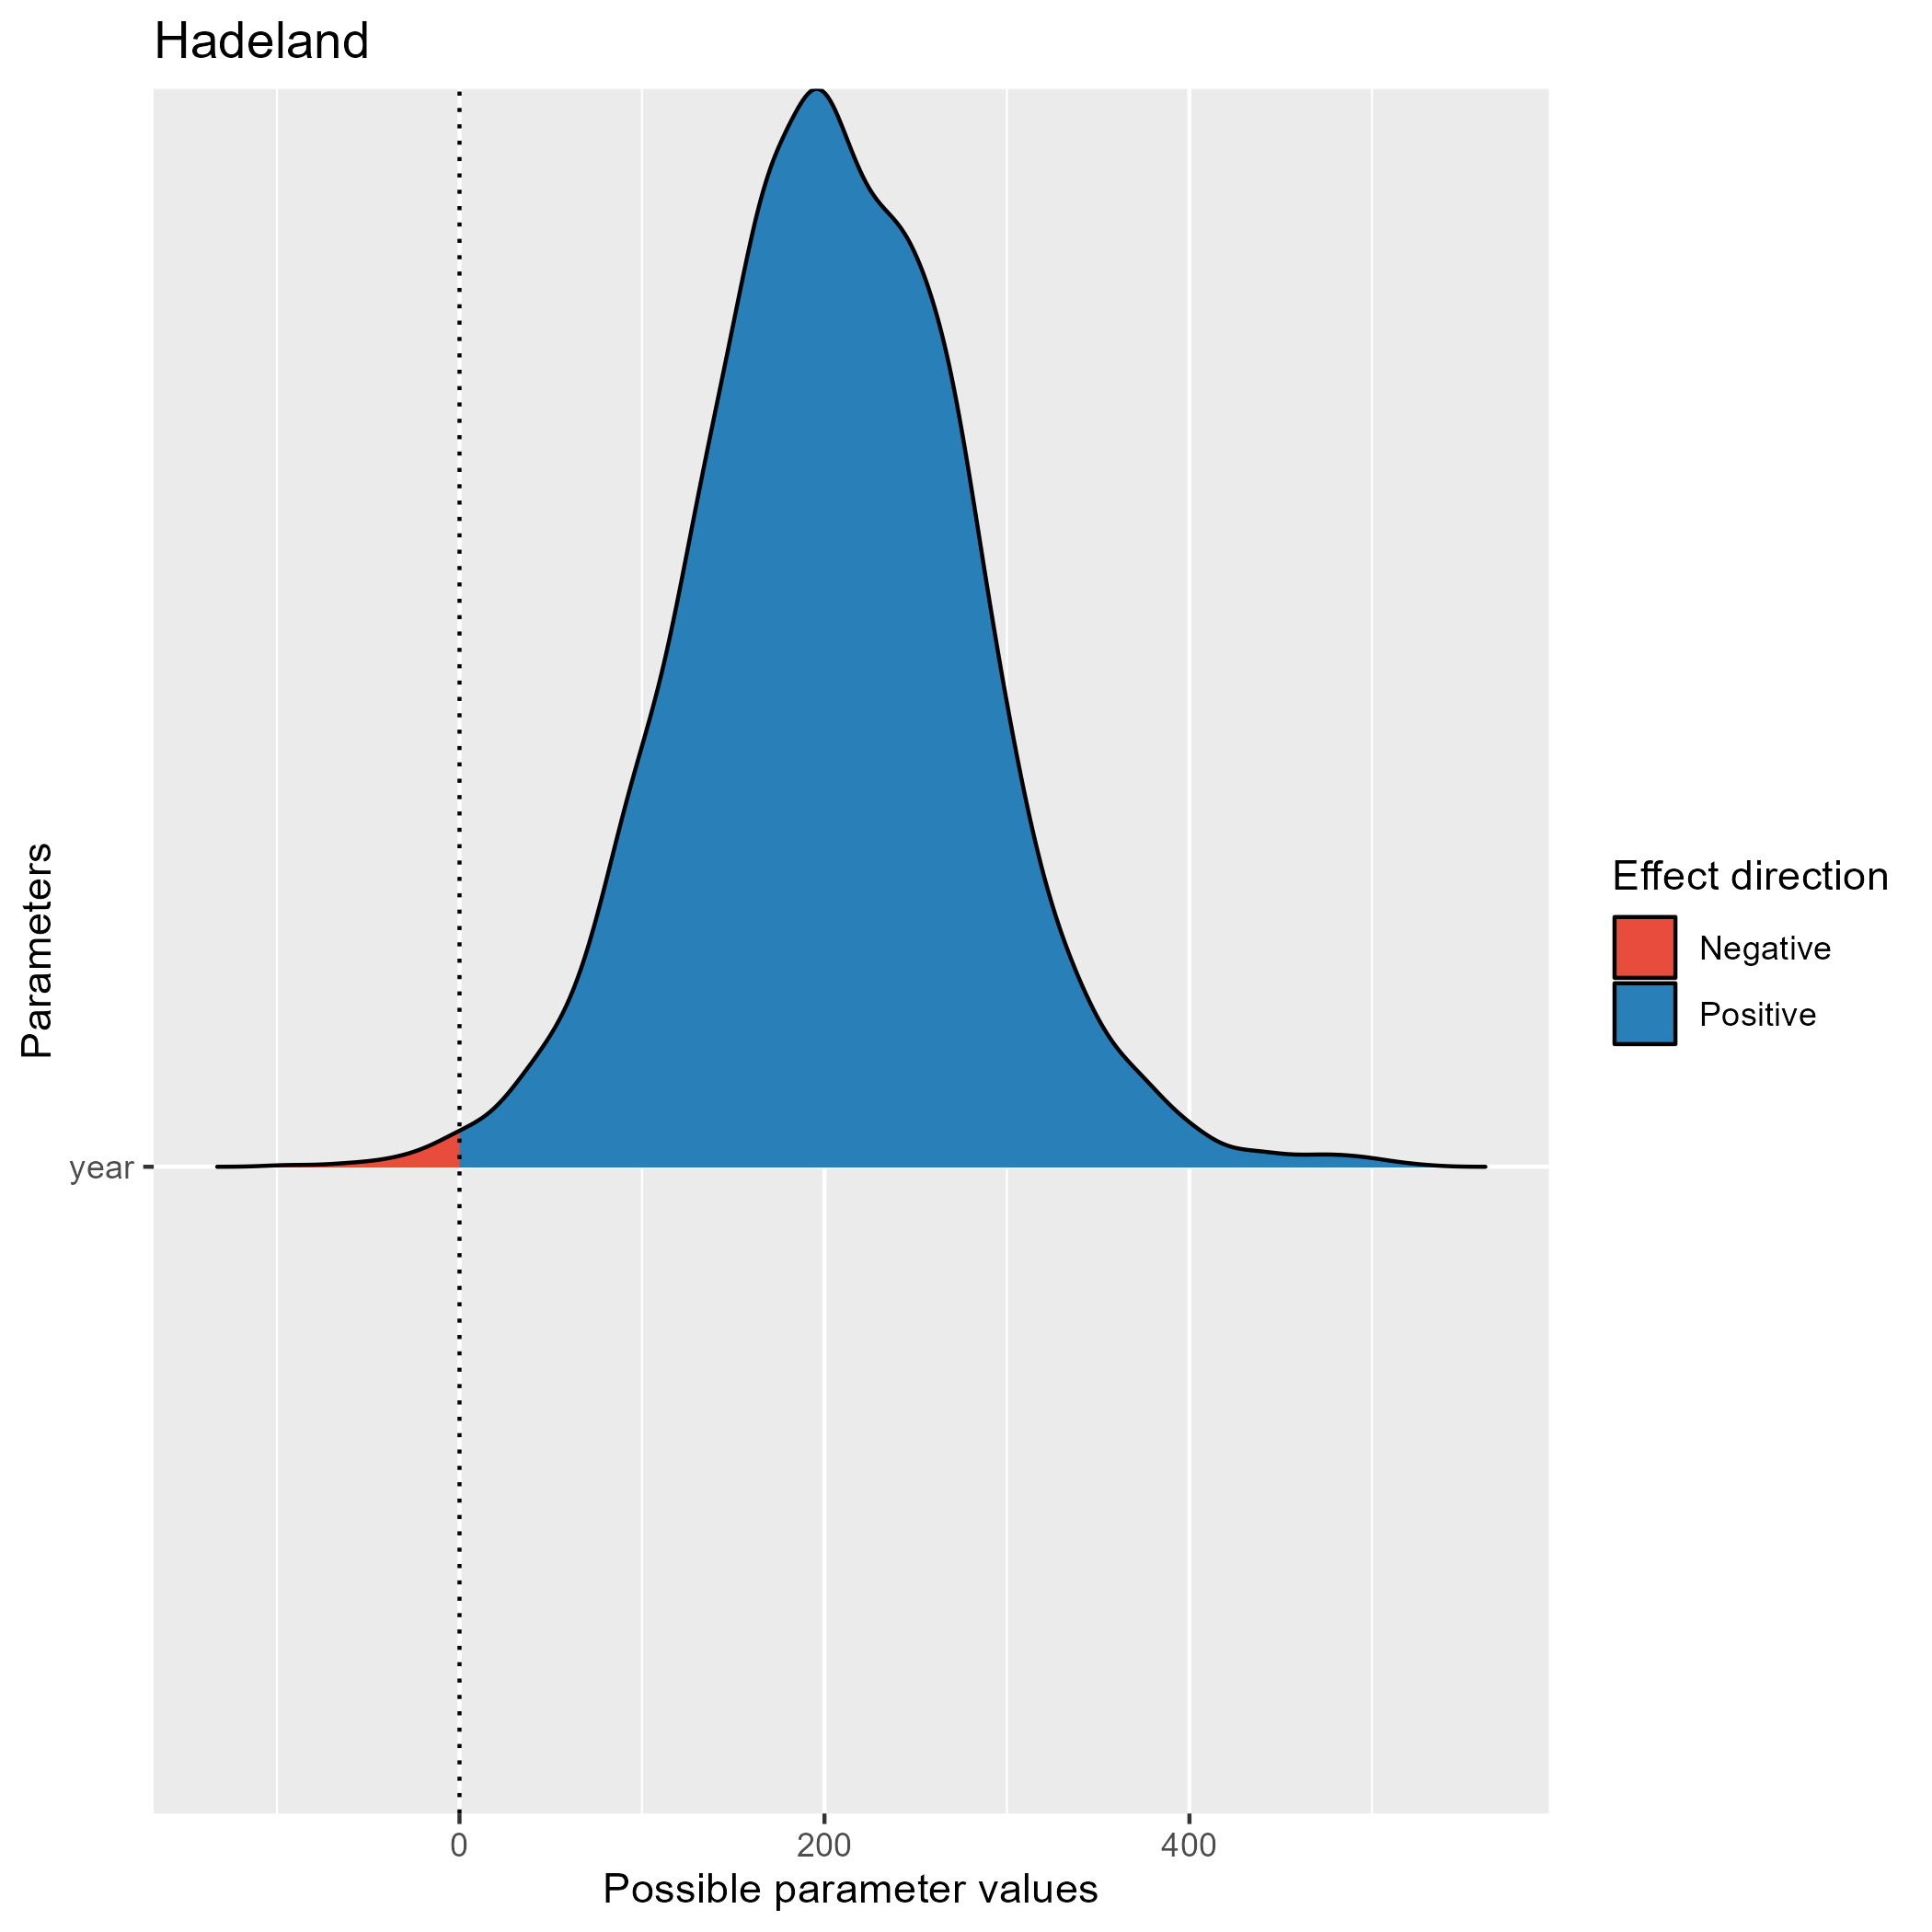 Hadeland
Parameters
year
0
200
400
Possible parameter values
Effect direction
Negative
Positive